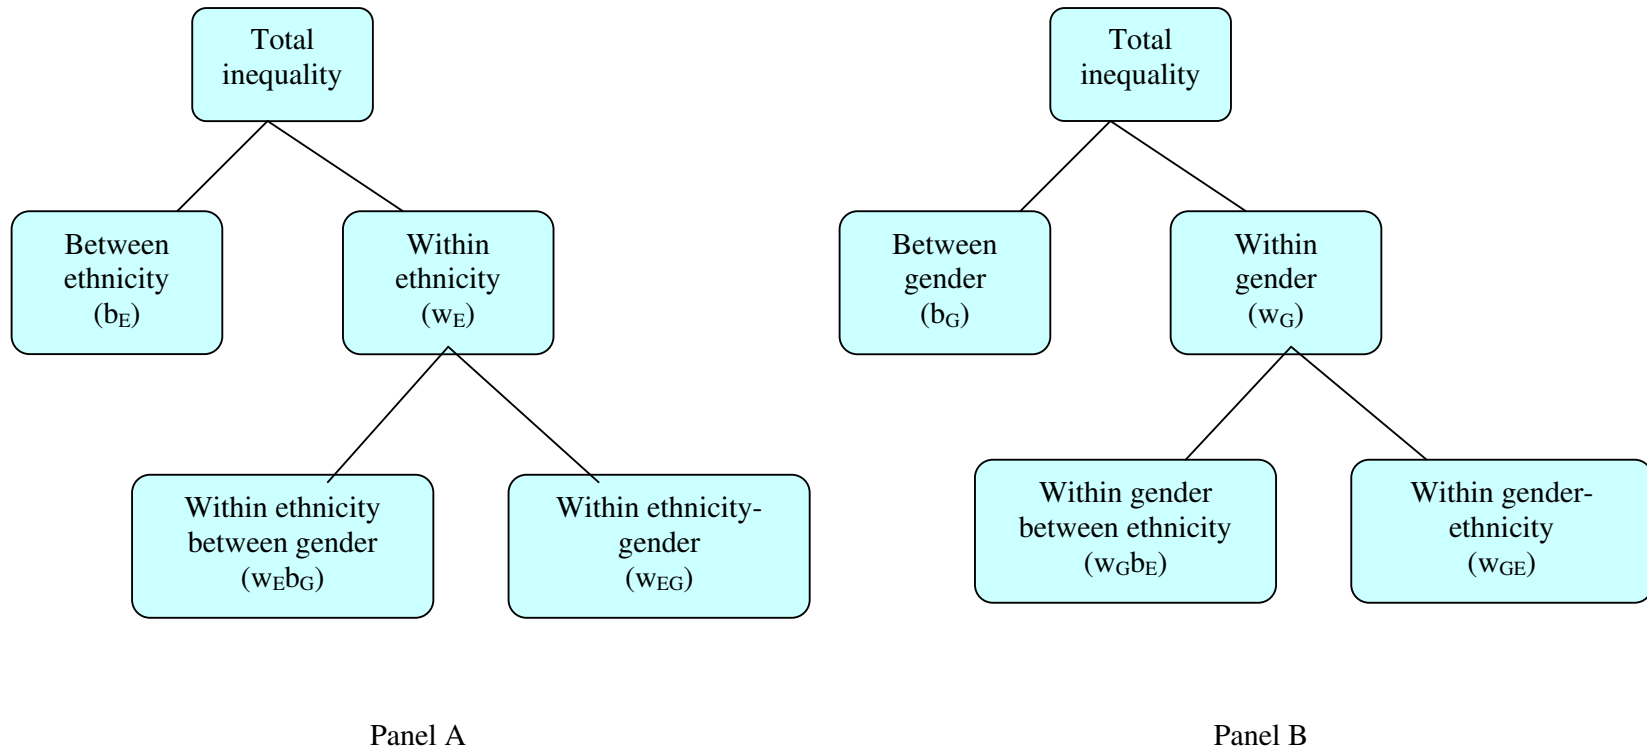 Total
inequality
Between
ethnicity
(bE)
Within
ethnicity
(wE)
Within ethnicity
between gender
(wEbG)
Within ethnicity-
gender
(wEG)
Panel A
Total
inequality
Between
gender
(bG)
Within
gender
(wG)
Within gender
between ethnicity
(wGbE)
Within gender-
ethnicity
(wGE)
Panel B